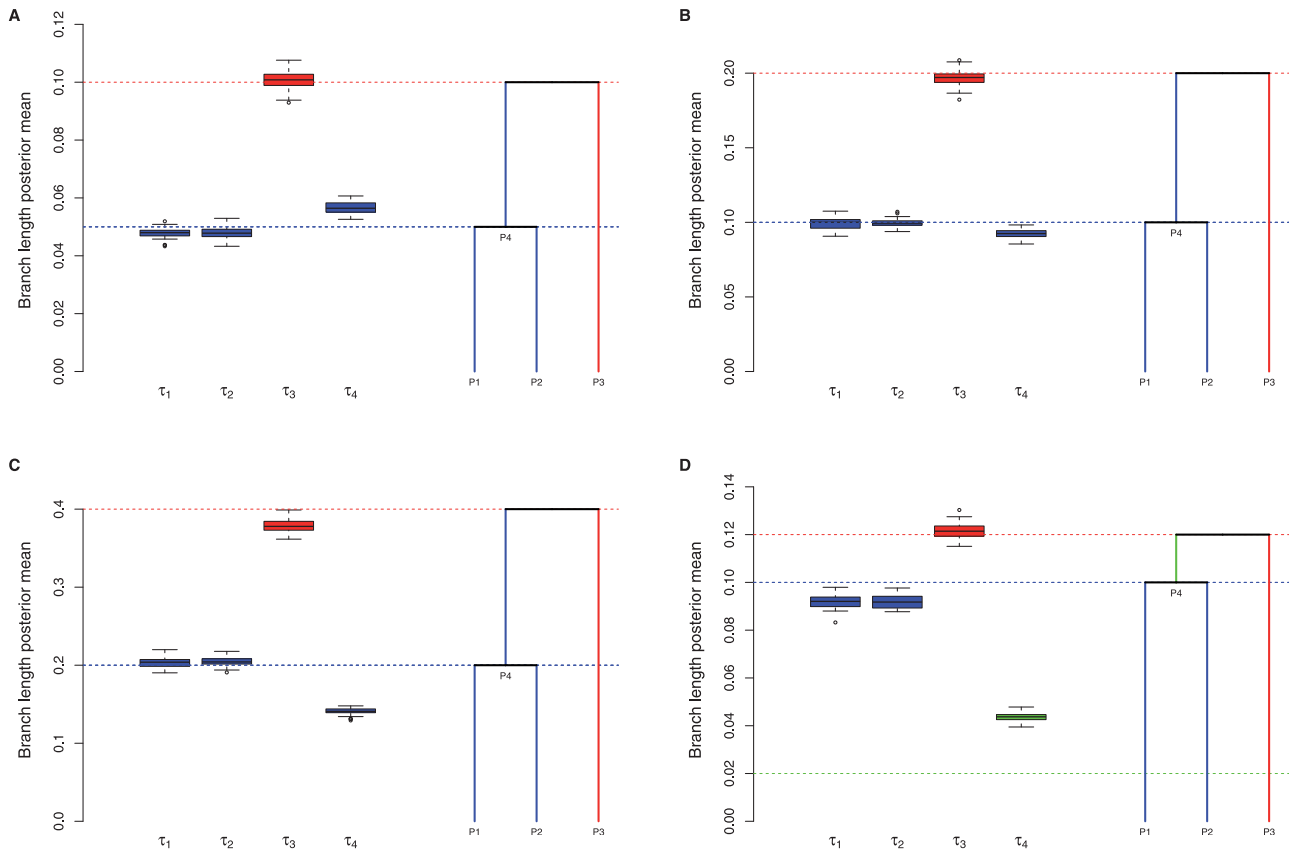 A
Branch length posterior mean
0.12
0.10
0.08
0.06
0.04
0.02
0.00
P4
P1 P2 P3
τ1 τ2 τ3 τ4
B
Branch length posterior mean
0.20
0.15
0.10
0.05
0.00
P4
P1 P2 P3
τ1 τ2 τ3 τ4
C
Branch length posterior mean
0.4
0.3
0.2
0.1
0.0
P4
P1 P2 P3
τ1 τ2 τ3 τ4
D
Branch length posterior mean
0.14
0.12
0.10
0.08
0.06
0.04
0.02
0.00
P4
P1 P2 P3
τ1 τ2 τ3 τ4